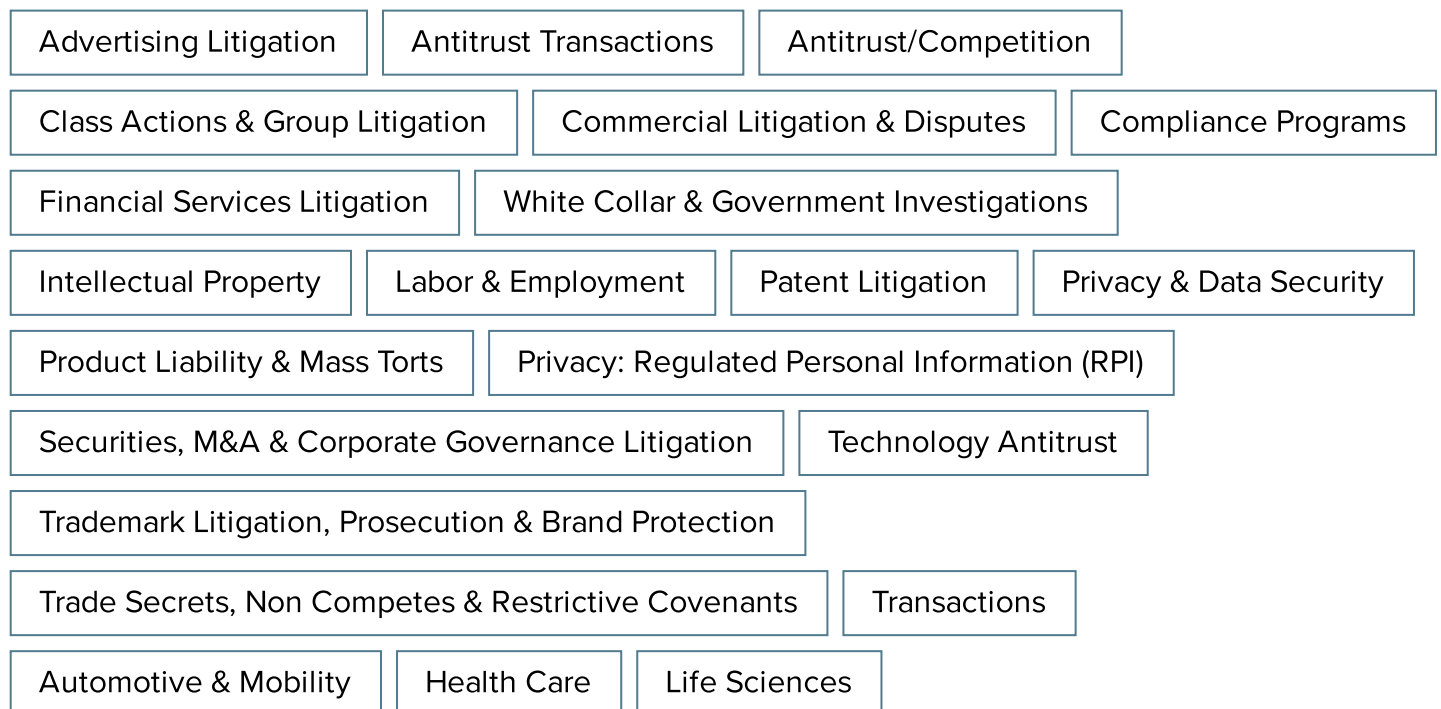 Advertising Litigation Antitrust Transactions Antitrust/Competition
Class Actions & Group Litigation Commercial Litigation & Disputes Compliance Programs
Financial Services Litigation White Collar & Government Investigations
Intellectual Property Labor & Employment Patent Litigation Privacy & Data Security
Product Liability & Mass Torts Privacy: Regulated Personal Information (RPI)
Securities, M&A & Corporate Governance Litigation Technology Antitrust
Trademark Litigation, Prosecution & Brand Protection
Trade Secrets, Non Competes & Restrictive Covenants Transactions
Automotive & Mobility Health Care Life Sciences